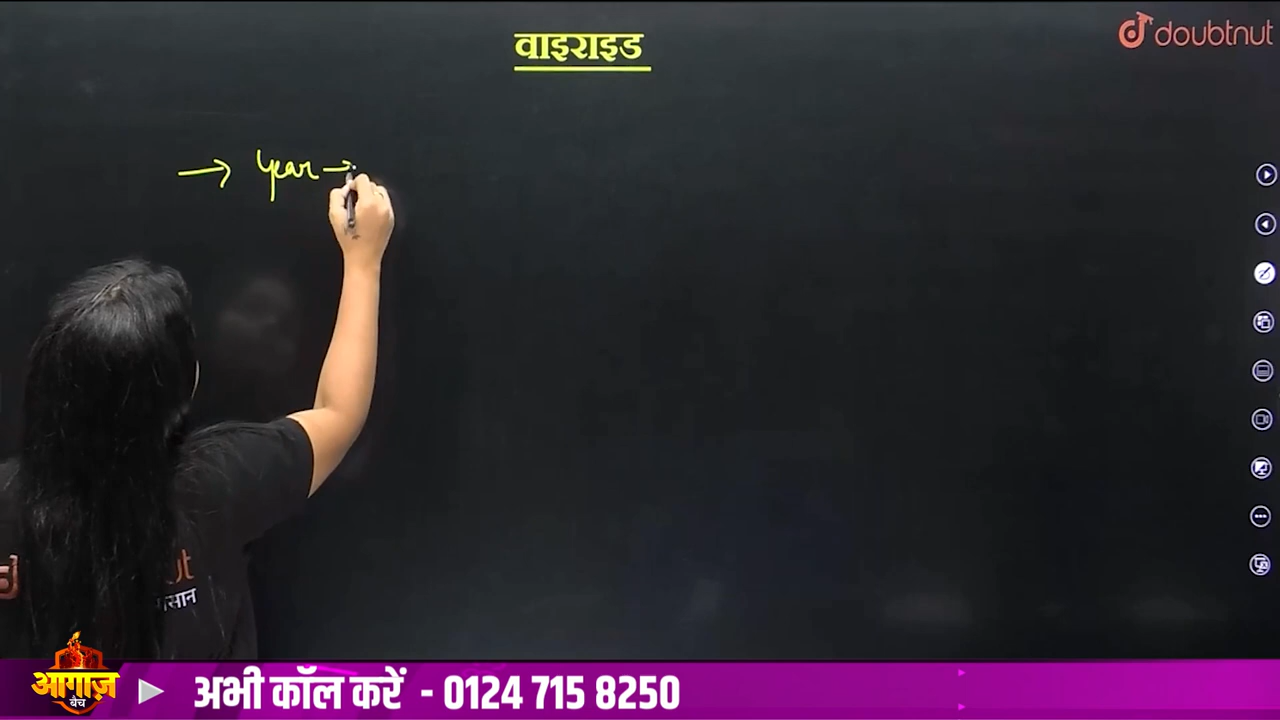 वाइराइड
doubtnut
→ Year →
आगाज़
बैच
अभी कॉल करें - 0124 715 8250